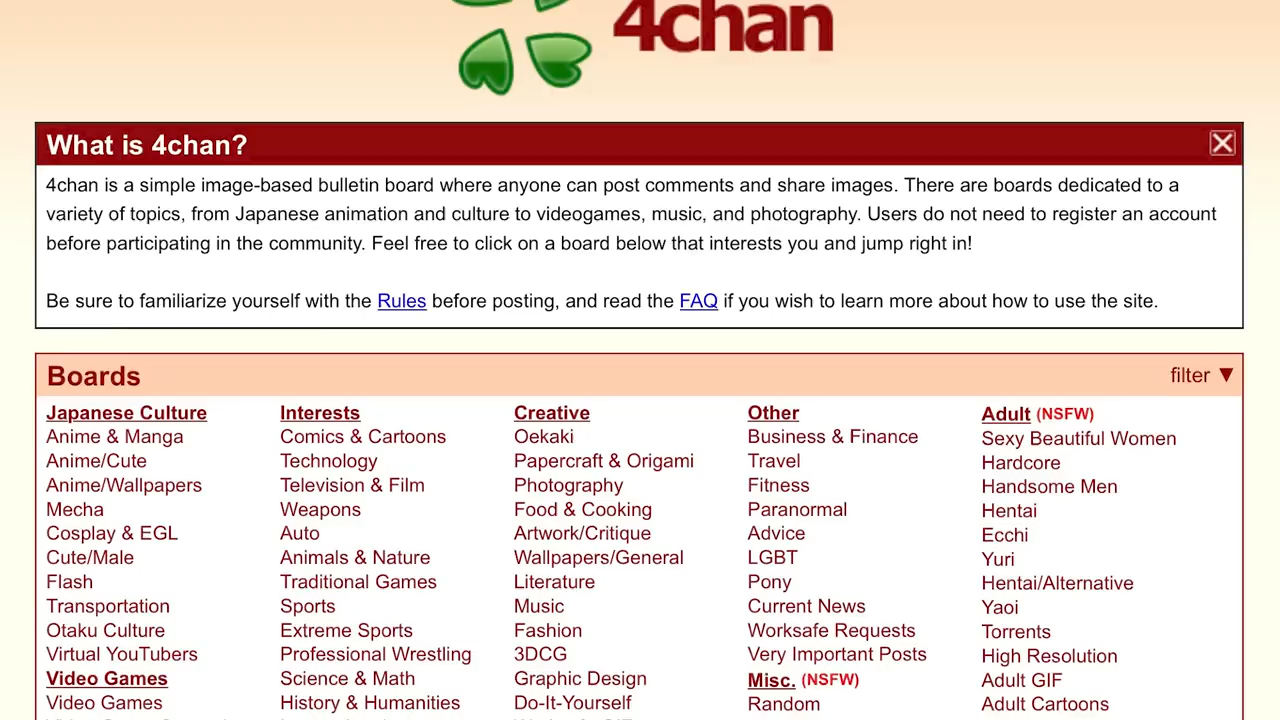 4chan
What is 4chan?
4chan is a simple image-based bulletin board where anyone can post comments and share images. There are boards dedicated to a
variety of topics, from Japanese animation and culture to videogames, music, and photography. Users do not need to register an account
before participating in the community. Feel free to click on a board below that interests you and jump right in!
Be sure to familiarize yourself with the Rules before posting, and read the FAQ if you wish to learn more about how to use the site.
Boards
filter ▼
Japanese Culture
Anime & Manga
Anime/Cute
Anime/Wallpapers
Mecha
Cosplay & EGL
Cute/Male
Flash
Transportation
Otaku Culture
Virtual YouTubers
Video Games
Video Games
Interests
Comics & Cartoons
Technology
Television & Film
Weapons
Auto
Animals & Nature
Traditional Games
Sports
Extreme Sports
Professional Wrestling
Science & Math
History & Humanities
Creative
Oekaki
Papercraft & Origami
Photography
Food & Cooking
Artwork/Critique
Wallpapers/General
Literature
Music
Fashion
3DCG
Graphic Design
Do-It-Yourself
Other
Business & Finance
Travel
Fitness
Paranormal
Advice
LGBT
Pony
Current News
Worksafe Requests
Very Important Posts
Misc. (NSFW)
Random
Adult (NSFW)
Sexy Beautiful Women
Hardcore
Handsome Men
Hentai
Ecchi
Yuri
Hentai/Alternative
Yaoi
Torrents
High Resolution
Adult GIF
Adult Cartoons